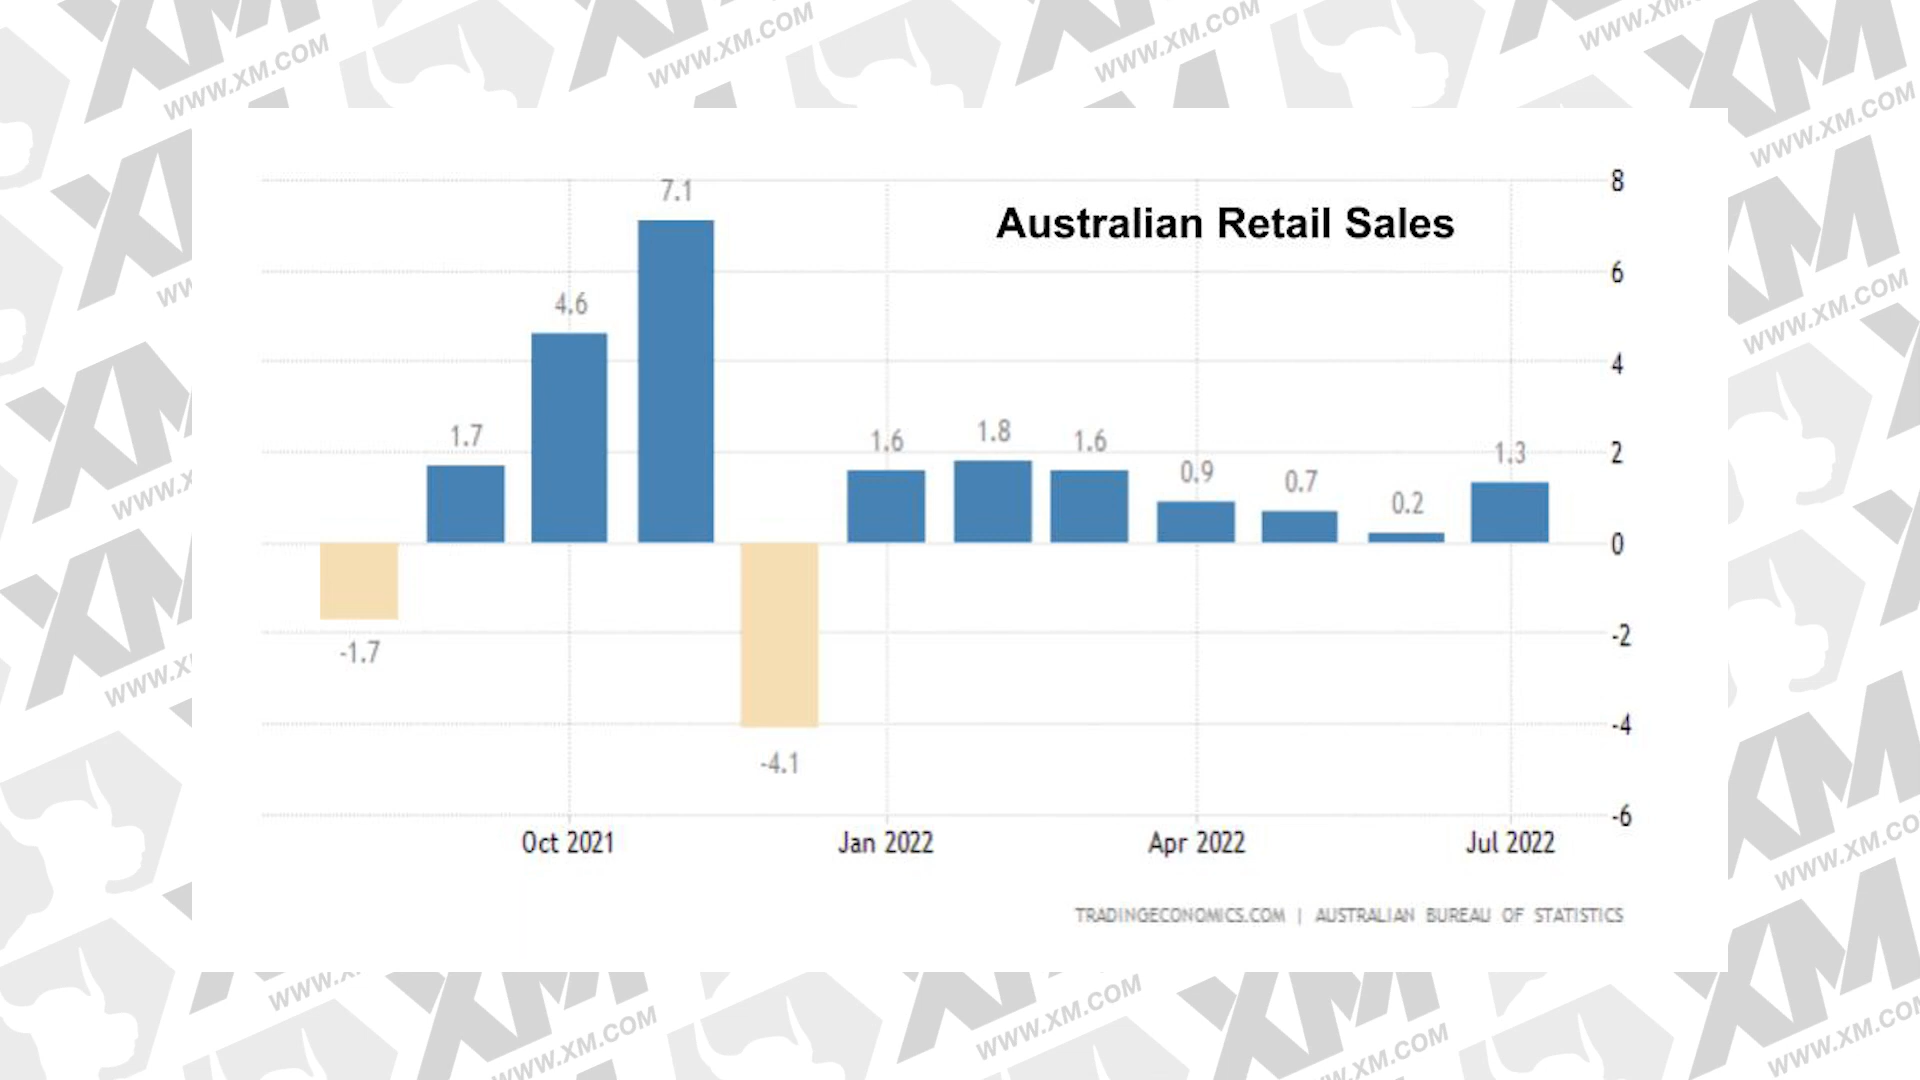 Australian Retail Sales
7.1
4.6
1.7
1.6
1.8
1.6
0.9
0.7
0.2
1.3
-1.7
-4.1
8
6
4
2
0
-2
-4
-6
Oct 2021
Jan 2022
Apr 2022
Jul 2022
TRADINGECONOMICS.COM | AUSTRALIAN BUREAU OF STATISTICS
XM
WWW.XM.COM